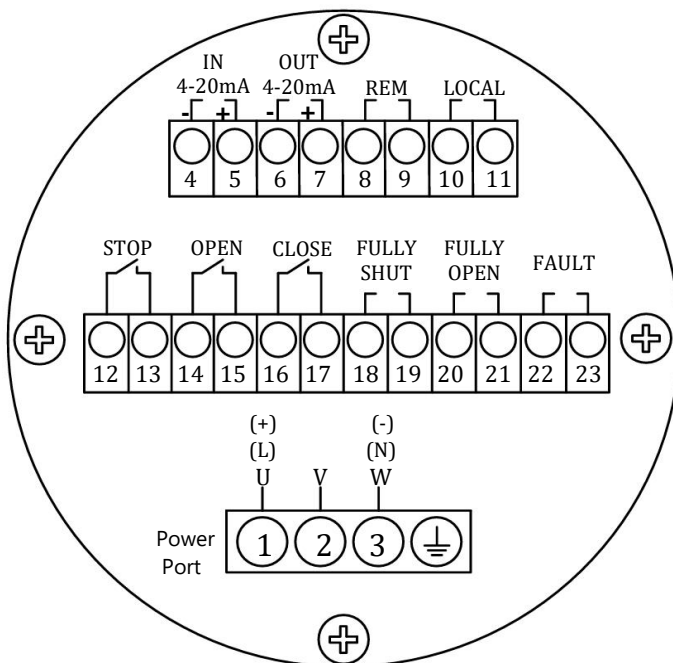 IN OUT
4-20mA 4-20mA REM LOCAL
- + - +
4 5 6 7 8 9 10 11
STOP OPEN CLOSE FULLY SHUT FULLY OPEN FAULT
12 13 14 15 16 17 18 19 20 21 22 23
(+) (-)
(L) (N)
U V W
Power Port
1 2 3